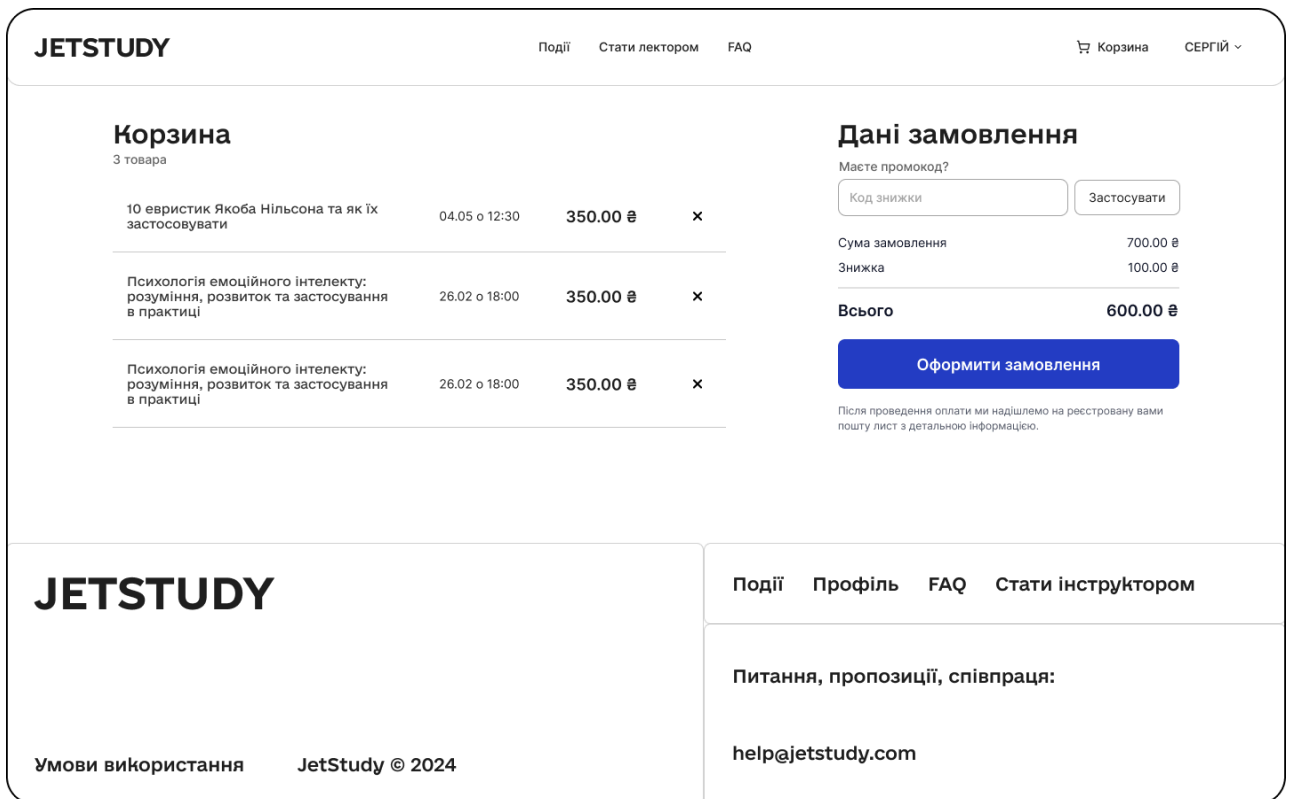 JETSTUDY
Події Стати лектором FAQ
Корзина СЕРГІЙ
Корзина
3 товара
10 евристик Якоба Нільсона та як їх
застосовувати
04.05 о 12:30 350.00 ₴
Психологія емоційного інтелекту:
розуміння, розвиток та застосування
в практиці
26.02 о 18:00 350.00 ₴
Психологія емоційного інтелекту:
розуміння, розвиток та застосування
в практиці
26.02 о 18:00 350.00 ₴
Дані замовлення
Маєте промокод?
Код знижки Застосувати
Сума замовлення 700.00 ₴
Знижка 100.00 ₴
Всього 600.00 ₴
Оформити замовлення
Після проведення оплати ми надішлемо на реєстровану вами
пошту лист з детальною інформацією.
JETSTUDY
Умови використання JetStudy © 2024
Події Профіль FAQ Стати інструктором
Питання, пропозиції, співпраця:
help@jetstudy.com